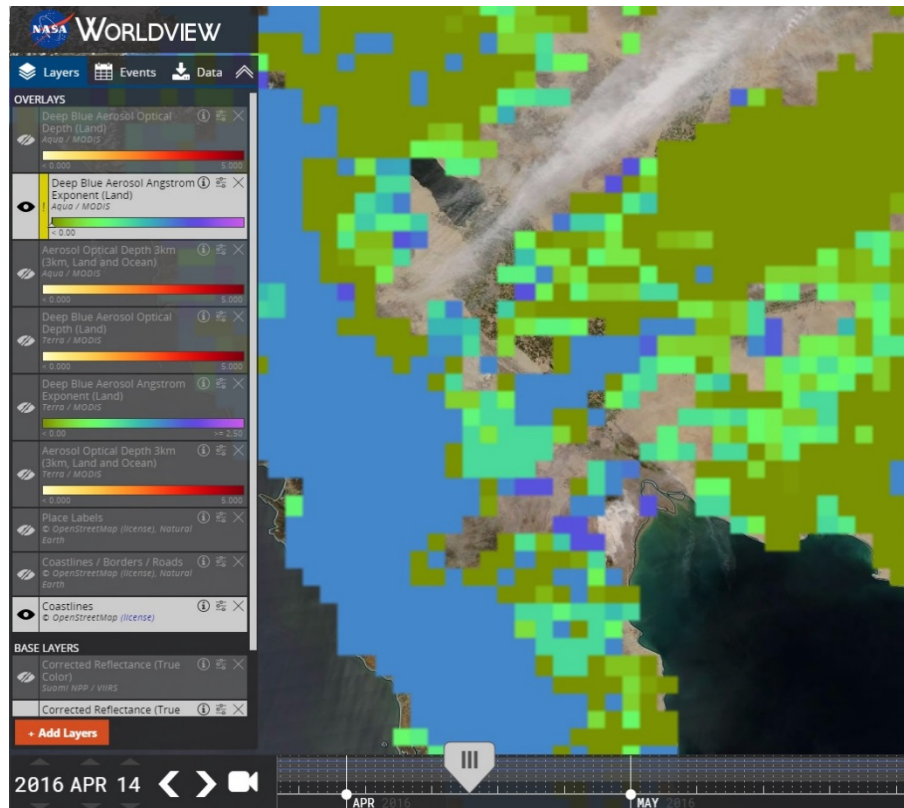 NASA WORLDVIEW
Layers Events Data
OVERLAYS
Deep Blue Aerosol Optical
Depth (Land)
Aqua / MODIS
< 0.000 5.000
Deep Blue Aerosol Angstrom
Exponent (Land)
Aqua / MODIS
< 0.00
Aerosol Optical Depth 3km
(3km, Land and Ocean)
Aqua / MODIS
< 0.000 5.000
Deep Blue Aerosol Optical
Depth (Land)
Terra / MODIS
< 0.000 5.000
Deep Blue Aerosol Angstrom
Exponent (Land)
Terra / MODIS
< 0.00 >= 2.50
Aerosol Optical Depth 3km
(3km, Land and Ocean)
Terra / MODIS
< 0.000 5.000
Place Labels
© OpenStreetMap (license), Natural
Earth
Coastlines / Borders / Roads
© OpenStreetMap (license), Natural
Earth
Coastlines
© OpenStreetMap (license)
BASE LAYERS
Corrected Reflectance (True
Color)
Suomi NPP / VIIRS
Corrected Reflectance (True
+ Add Layers
2016 APR 14
APR 2016
MAY 2016